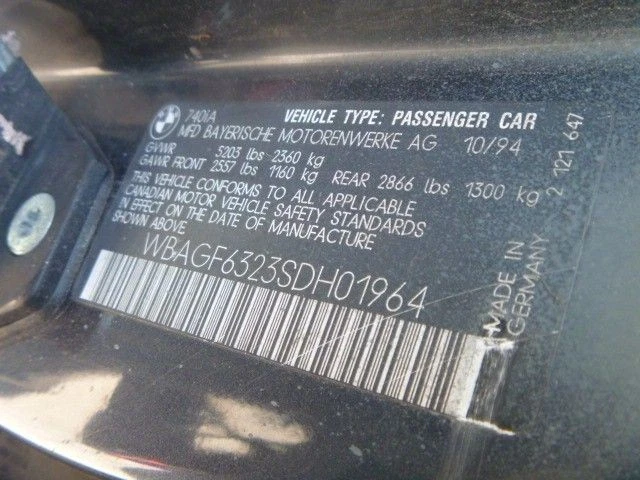 740iA VEHICLE TYPE: PASSENGER CAR
MFD BAYERISCHE MOTORENWERKE AG 10/94
GVWR 5203 lbs 2360 kg
GAWR FRONT 2557 lbs 1160 kg REAR 2866 lbs 1300 kg
THIS VEHICLE CONFORMS TO ALL APPLICABLE
CANADIAN MOTOR VEHICLE SAFETY STANDARDS
IN EFFECT ON THE DATE OF MANUFACTURE
SHOWN ABOVE
WBAGF6323SDH01964
MADE IN
GERMANY
2 121 647